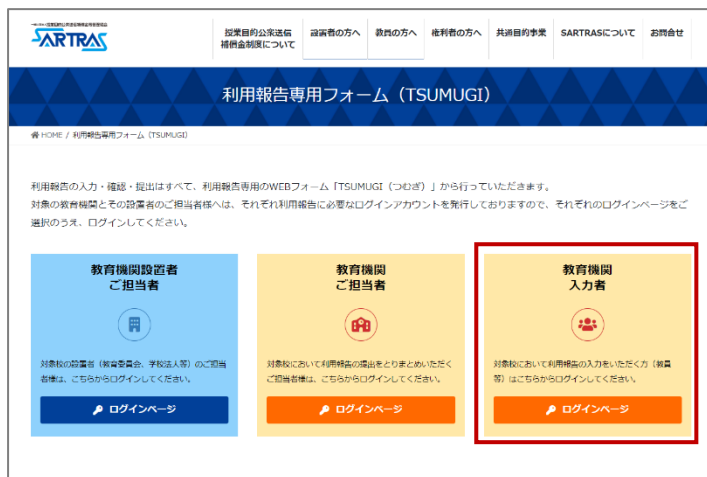 SARTRAS
授業目的公衆送信
補償金制度について
設置者の方へ
教員の方へ
権利者の方へ
共通目的事業
SARTRASについて
お問合せ
利用報告専用フォーム（TSUMUGI）
HOME / 利用報告専用フォーム（TSUMUGI）
利用報告の入力・確認・提出はすべて、利用報告専用のWEBフォーム「TSUMUGI（つむぎ）」から行っていただきます。
対象の教育機関とその設置者のご担当者様へは、それぞれ利用報告に必要なログインアカウントを発行しておりますので、それぞれのログインページをご
選択のうえ、ログインしてください。
教育機関設置者
ご担当者
対象校の設置者（教育委員会、学校法人等）のご担当
者様は、こちらからログインしてください。
ログインページ
教育機関
ご担当者
対象校において利用報告の提出をとりまとめいただく
ご担当者様は、こちらからログインしてください。
ログインページ
教育機関
入力者
対象校において利用報告の入力をいただく方（教員
等）はこちらからログインしてください。
ログインページ